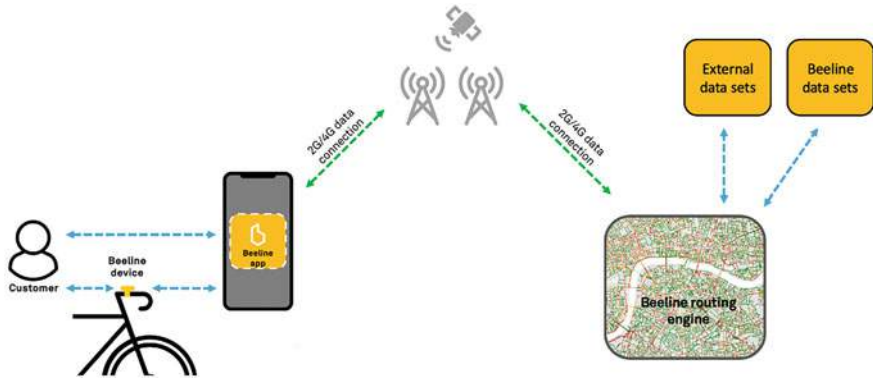 External
data sets
Beeline
data sets
2G/4G data
connection
2G/4G data
connection
Beeline
app
Beeline
device
Customer
Beeline routing
engine